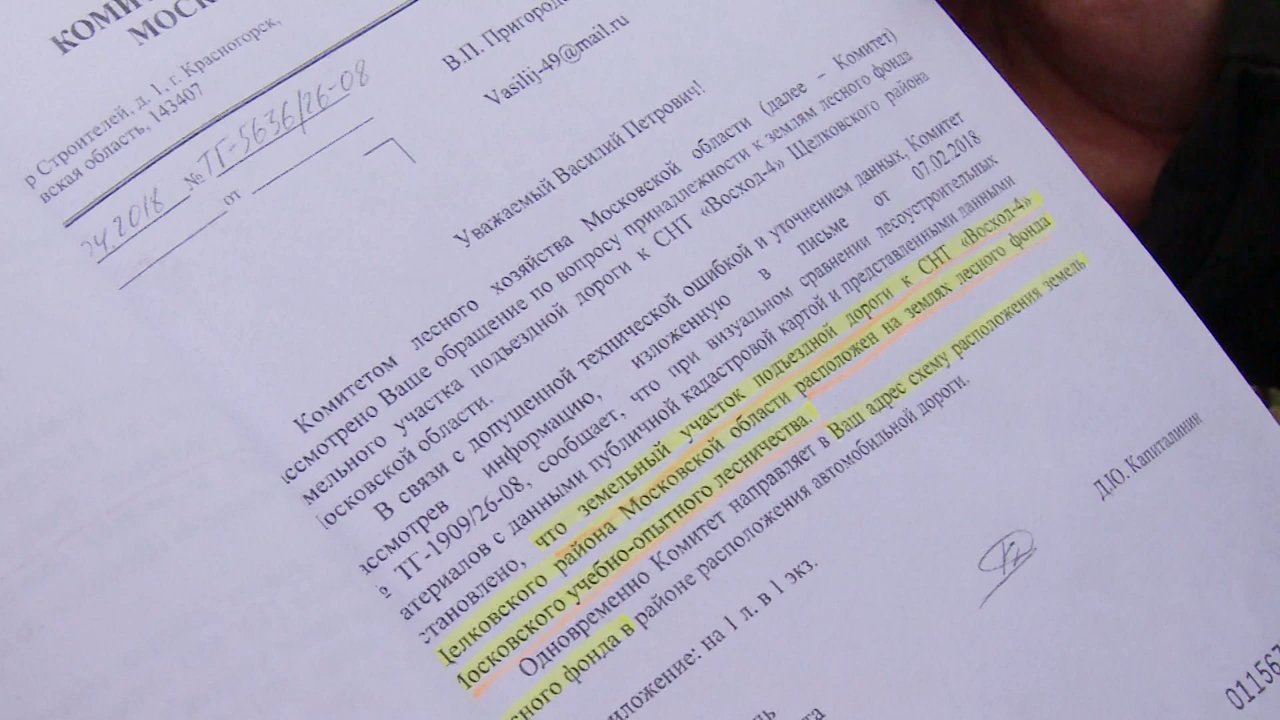 КОМИТ
МОСК
р Строителей, д. 1, г. Красногорск,
вская область, 143407
04.2018 № ТГ-5636/26-08
от
В.П. Пригоро
Vasilij-49@mail.ru
Уважаемый Василий Петрович!
Комитетом лесного хозяйства Московской области (далее – Комитет)
ссмотрено Ваше обращение по вопросу принадлежности к землям лесного фонда
мельного участка подъездной дороги к СНТ «Восход-4» Щелковского района
осковской области.
В связи с допущенной технической ошибкой и уточнением данных, Комитет
ассмотрев информацию, изложенную в письме от 07.02.2018
№ ТГ-1909/26-08, сообщает, что при визуальном сравнении лесоустроительных
атериалов с данными публичной кадастровой картой и представленными данными
становлено, что земельный участок подъездной дороги к СНТ «Восход-4»
Целковского района Московской области расположен на землях лесного фонда
Московского учебно-опытного лесничества.
Одновременно Комитет направляет в Ваш адрес схему расположения земель
сного фонда в районе расположения автомобильной дороги.
иложение: на 1 л. в 1 экз.
Д.Ю. Капиталинин
01156